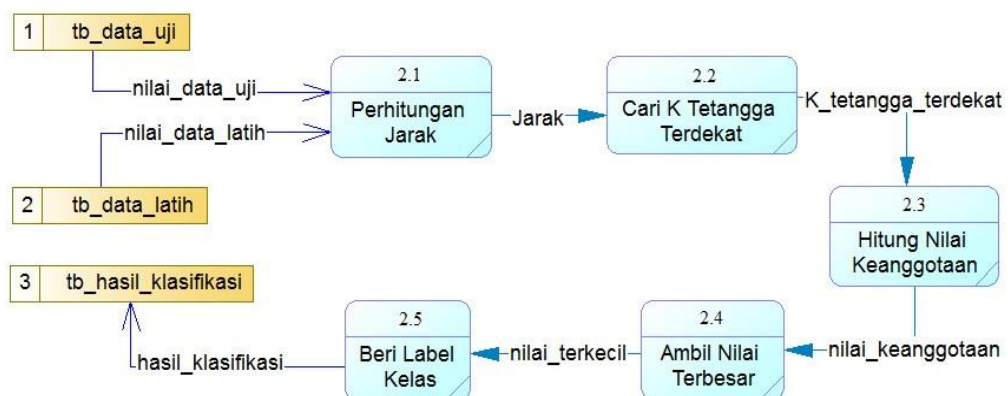 1 tb_data_uji
nilai_data_uji
nilai_data_latih
2 tb_data_latih
2.1
Perhitungan
Jarak
Jarak
2.2
Cari K Tetangga
Terdekat
K_tetangga_terdekat
2.3
Hitung Nilai
Keanggotaan
nilai_keanggotaan
2.4
Ambil Nilai
Terbesar
nilai_terkecil
2.5
Beri Label
Kelas
hasil_klasifikasi
3 tb_hasil_klasifikasi